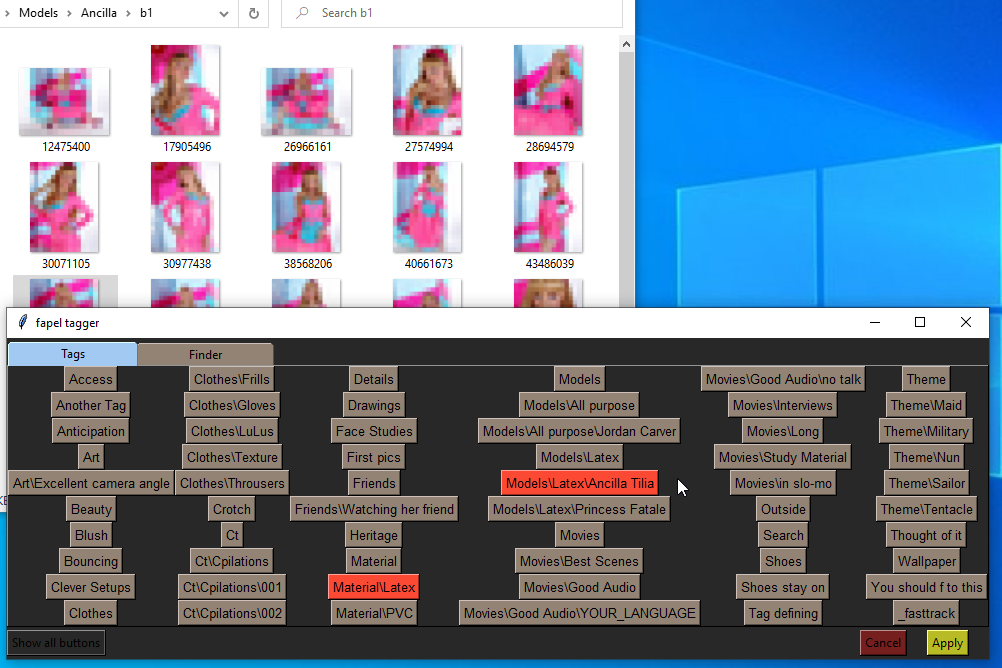 Models Ancilla b1
Search b1
12475400 17905496 26966161 27574994 28694579
30071105 30977438 38568206 40661673 43486039
fapel tagger
Tags Finder
Access Clothes\Frills Details Models Movies\Good Audio\no talk Theme
Another Tag Clothes\Gloves Drawings Models\All purpose Movies\Interviews Theme\Maid
Anticipation Clothes\LuLus Face Studies Models\All purpose\Jordan Carver Movies\Long Theme\Military
Art Clothes\Texture First pics Models\Latex Movies\Study Material Theme\Nun
Art\Excellent camera angle Clothes\Throusers Friends Models\Latex\Ancilla Tilia Movies\in slo-mo Theme\Sailor
Beauty Crotch Friends\Watching her friend Models\Latex\Princess Fatale Outside Theme\Tentacle
Blush Ct Heritage Movies Search Thought of it
Bouncing Ct\Cpilations Material Movies\Best Scenes Shoes Wallpaper
Clever Setups Ct\Cpilations\001 Material\Latex Movies\Good Audio Shoes stay on You should f to this
Clothes Ct\Cpilations\002 Material\PVC Movies\Good Audio\YOUR_LANGUAGE Tag defining _fasttrack
Show all buttons Cancel Apply